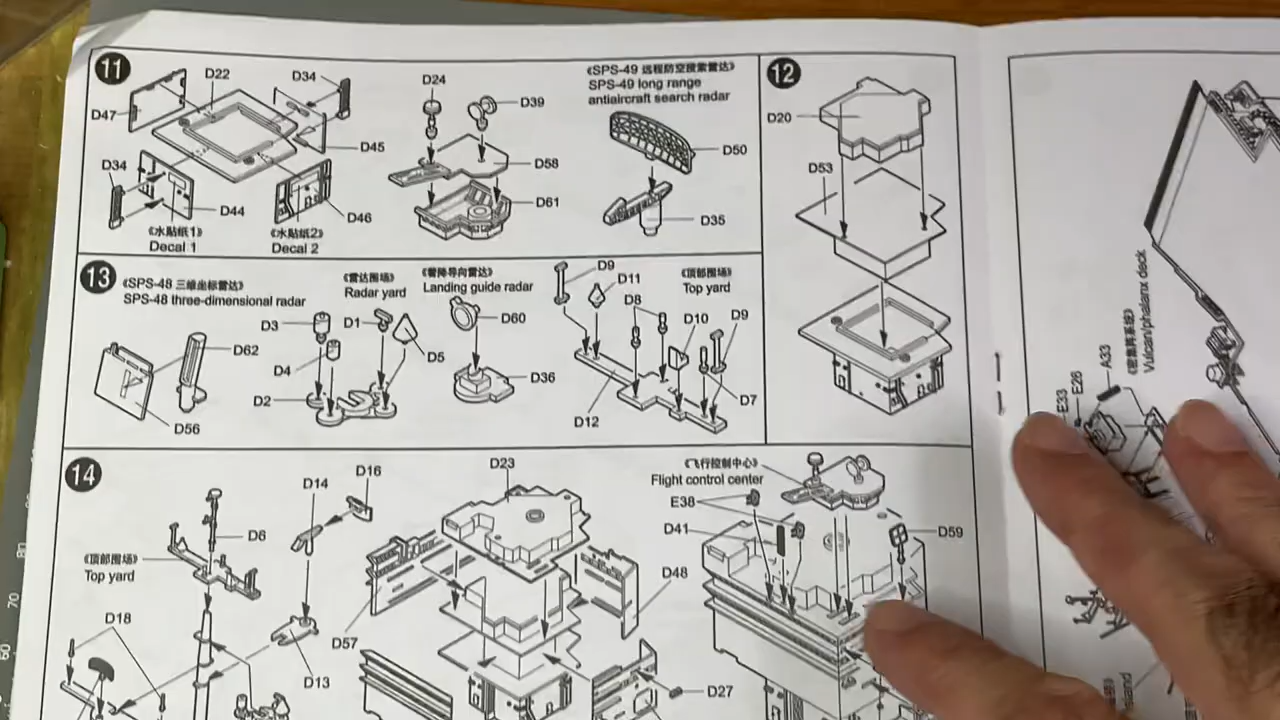 11
D22
D34
D47
D45
D34
D44
D46
《水贴纸1》
Decal 1
《水贴纸2》
Decal 2
D24
D39
D58
D61
《SPS-49 远程防空搜索雷达》
SPS-49 long range
antiaircraft search radar
D50
D35
12
D20
D53
13
《SPS-48 三维坐标雷达》
SPS-48 three-dimensional radar
D62
D56
《雷达围场》
Radar yard
D3
D1
D4
D5
D2
《着降导向雷达》
Landing guide radar
D60
D36
D9
D11
D8
《顶部围场》
Top yard
D10
D9
D12
D7
14
D16
D14
D6
《顶部围场》
Top yard
D18
D13
D23
D57
D48
D27
《飞行控制中心》
Flight control center
E38
D41
D59
Vulcan/phalanx deck
A33
E26
E33
80
70
60